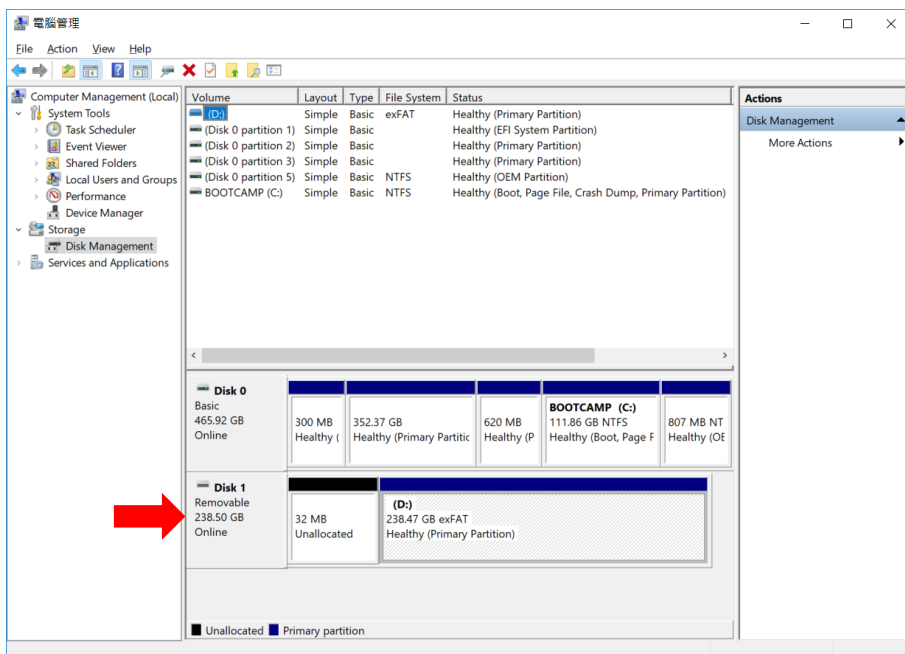 電腦管理
File Action View Help
Computer Management (Local)
System Tools
Task Scheduler
Event Viewer
Shared Folders
Local Users and Groups
Performance
Device Manager
Storage
Disk Management
Services and Applications
Volume Layout Type File System Status
(D:) Simple Basic exFAT Healthy (Primary Partition)
(Disk 0 partition 1) Simple Basic Healthy (EFI System Partition)
(Disk 0 partition 2) Simple Basic Healthy (Primary Partition)
(Disk 0 partition 3) Simple Basic Healthy (Primary Partition)
(Disk 0 partition 5) Simple Basic NTFS Healthy (OEM Partition)
BOOTCAMP (C:) Simple Basic NTFS Healthy (Boot, Page File, Crash Dump, Primary Partition)
Disk 0
Basic
465.92 GB
Online
300 MB
Healthy (
352.37 GB
Healthy (Primary Partitic
620 MB
Healthy (P
BOOTCAMP (C:)
111.86 GB NTFS
Healthy (Boot, Page F
807 MB NT
Healthy (OE
Disk 1
Removable
238.50 GB
Online
32 MB
Unallocated
(D:)
238.47 GB exFAT
Healthy (Primary Partition)
Unallocated Primary partition
Actions
Disk Management
More Actions